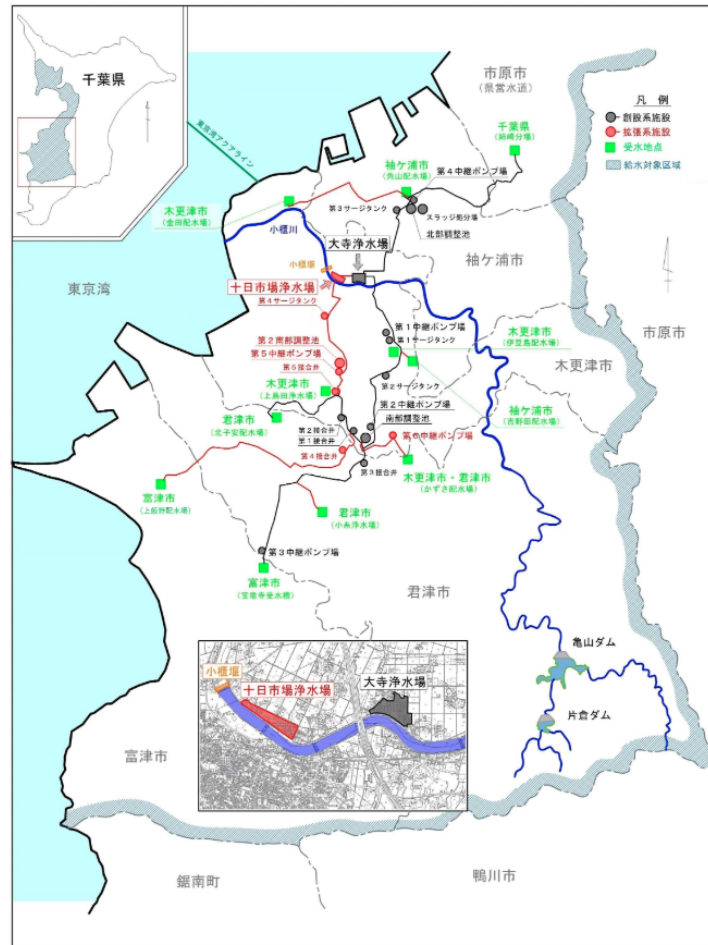 千葉県
市原市
(県営水道)
凡　例
創設系施設
拡張系施設
受水地点
給水対象区域
東京湾アクアライン
千葉県
(姉崎分場)
袖ケ浦市
(角山配水場)
第4中継ポンプ場
第3サージタンク
スラッジ処分場
北部調整池
木更津市
(金田配水場)
小櫃川
大寺浄水場
小櫃堰
袖ケ浦市
東京湾
十日市場浄水場
第4サージタンク
市原市
第1中継ポンプ場
第1サージタンク
木更津市
(伊豆島配水場)
木更津市
第2南部調整池
第5中継ポンプ場
第5接合井
第2サージタンク
木更津市
(上烏田浄水場)
第2中継ポンプ場
南部調整池
袖ケ浦市
(吉野田配水場)
君津市
(北子安配水場)
第2接合井
第1接合井
第6中継ポンプ場
第4接合井
第3接合井
木更津市・君津市
(かずさ配水場)
富津市
(上飯野配水場)
君津市
(小糸浄水場)
第3中継ポンプ場
富津市
(宝竜寺受水槽)
君津市
亀山ダム
片倉ダム
小櫃堰
十日市場浄水場
大寺浄水場
富津市
鋸南町
鴨川市